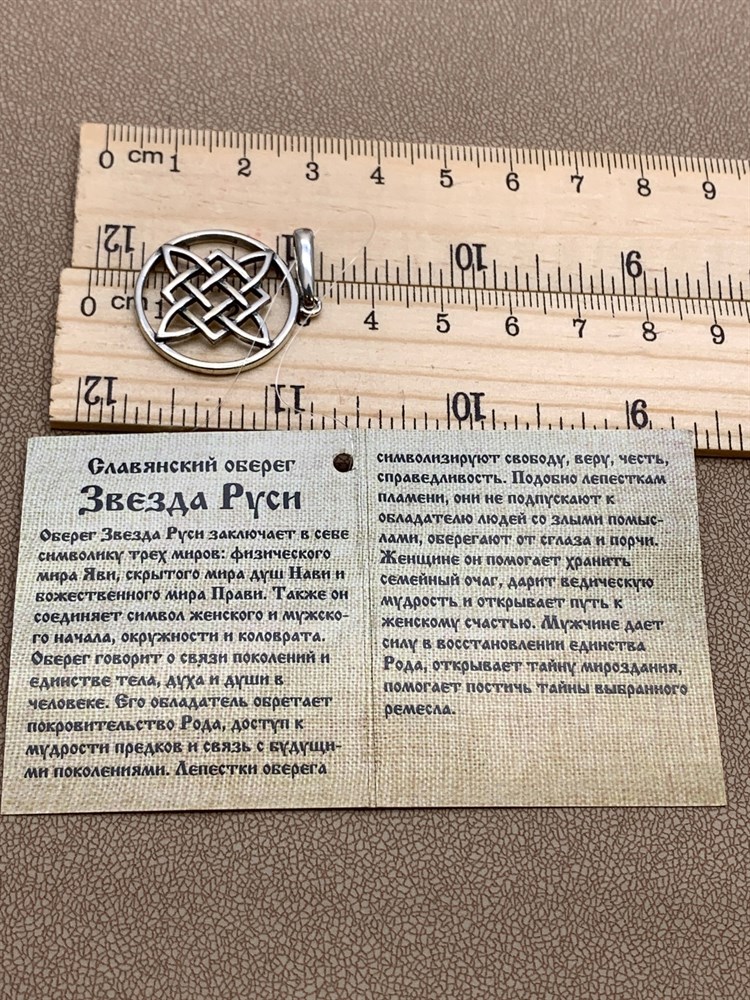 0 cm 1 2 3 4 5 6 7 8 9
12 10 9
0 cm 1 4 5 6 7 8 9
12 11 10 9
Славянский оберег
Звезда Руси
Оберег Звезда Руси заключает в себе
символику трех миров: физического
мира Яви, скрытого мира душ Нави и
божественного мира Прави. Также он
соединяет символ женского и мужско-
го начала, окружности и коловрата.
Оберег говорит о связи поколений и
единстве тела, духа и души в
человеке. Его обладатель обретает
покровительство Рода, доступ к
мудрости предков и связь с будущи-
ми поколениями. Лепестки оберега
символизируют свободу, веру, честь,
справедливость. Подобно лепесткам
пламени, они не подпускают к
обладателю людей со злыми помыс-
лами, оберегают от сглаза и порчи.
Женщине он помогает хранить
семейный очаг, дарит ведическую
мудрость и открывает путь к
женскому счастью. Мужчине дает
силу в восстановлении единства
Рода, открывает тайну мироздания,
помогает постичь тайны выбранного
ремесла.